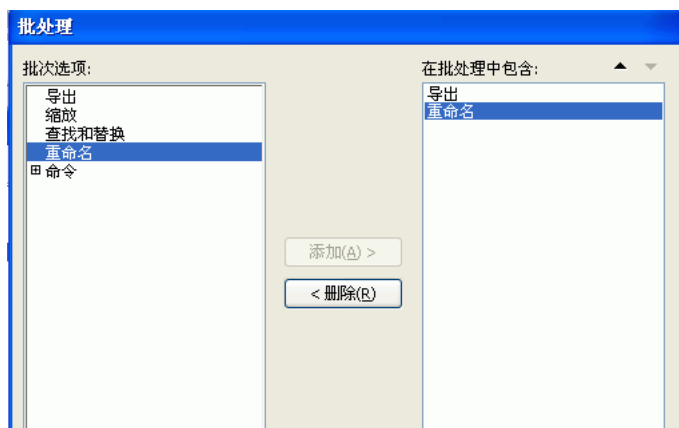 批处理
批次选项:
导出
缩放
查找和替换
重命名
命令
添加(A) >
< 删除(R)
在批处理中包含:
导出
重命名